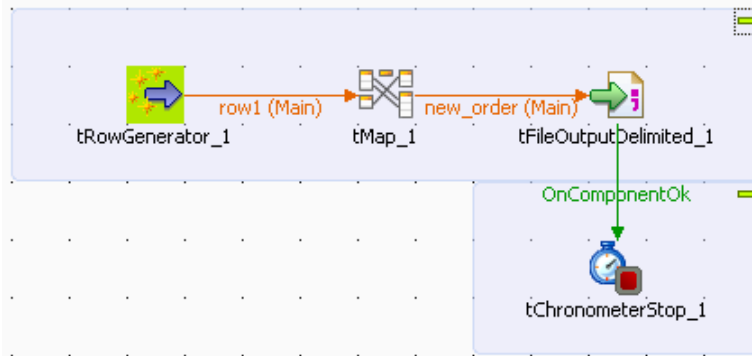 row1 (Main)
new_order (Main)
tRowGenerator_1
tMap_1
tFileOutputDelimited_1
OnComponentOk
tChronometerStop_1